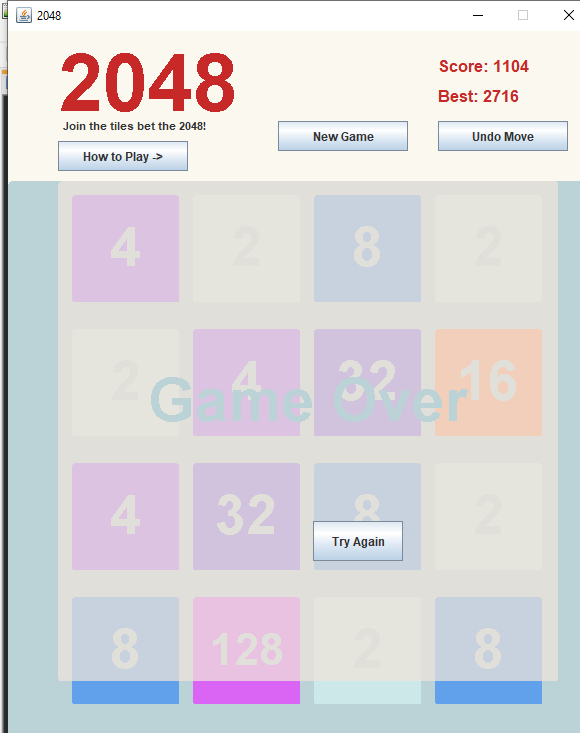 2048
2048
Score: 1104
Best: 2716
Join the tiles bet the 2048!
How to Play ->
New Game
Undo Move
4 2 8 2
2 4 32 16
Game Over
4 32 8 2
Try Again
8 128 2 8